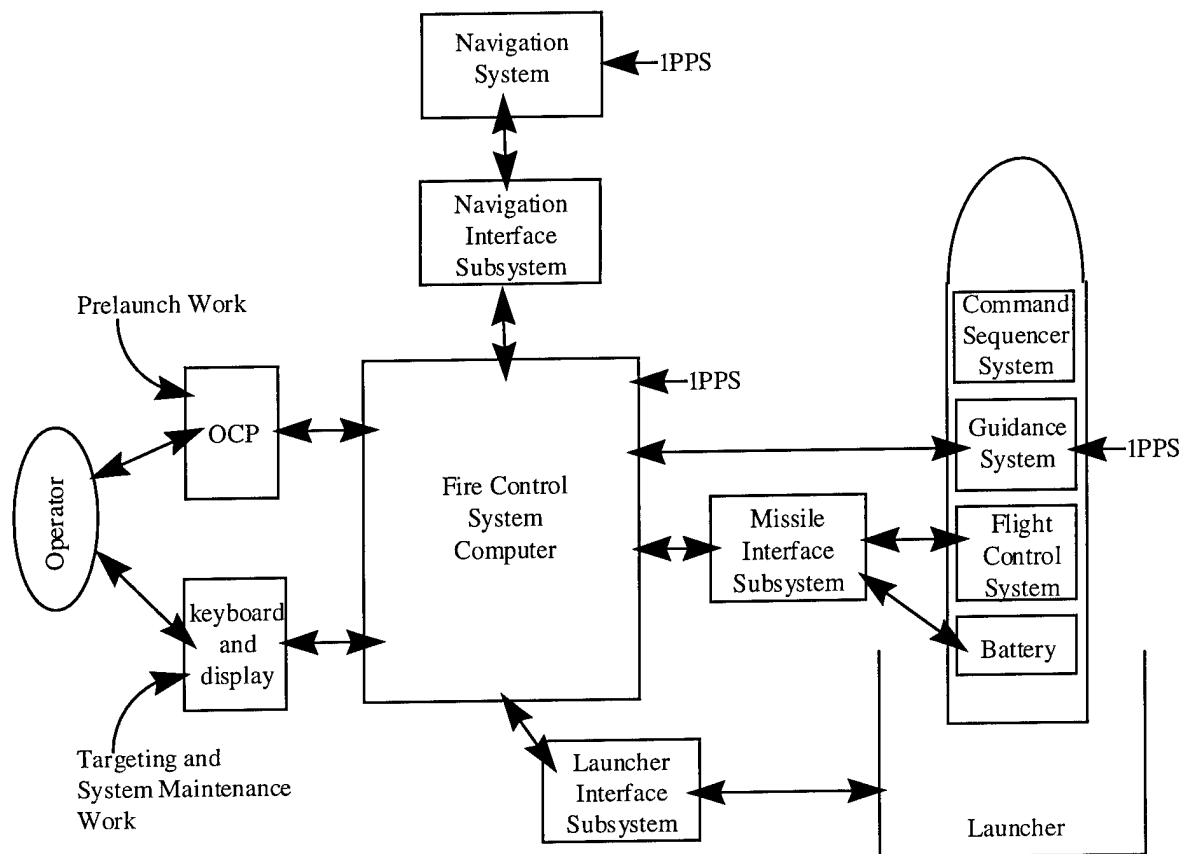 Navigation
System
1PPS
Navigation
Interface
Subsystem
Prelaunch Work
OCP
Operator
keyboard
and
display
Targeting and
System Maintenance
Work
Fire Control
System
Computer
1PPS
Missile
Interface
Subsystem
Launcher
Interface
Subsystem
Command
Sequencer
System
Guidance
System
1PPS
Flight
Control
System
Battery
Launcher